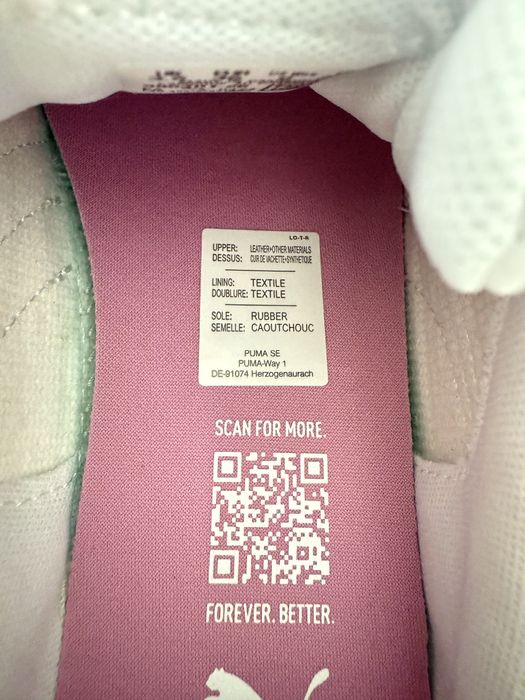 LO-T-R
UPPER: LEATHER+OTHER MATERIALS
DESSUS: CUIR DE VACHETTE+SYNTHETIQUE
LINING: TEXTILE
DOUBLURE: TEXTILE
SOLE: RUBBER
SEMELLE: CAOUTCHOUC
PUMA SE
PUMA-Way 1
DE-91074 Herzogenaurach
SCAN FOR MORE.
FOREVER. BETTER.